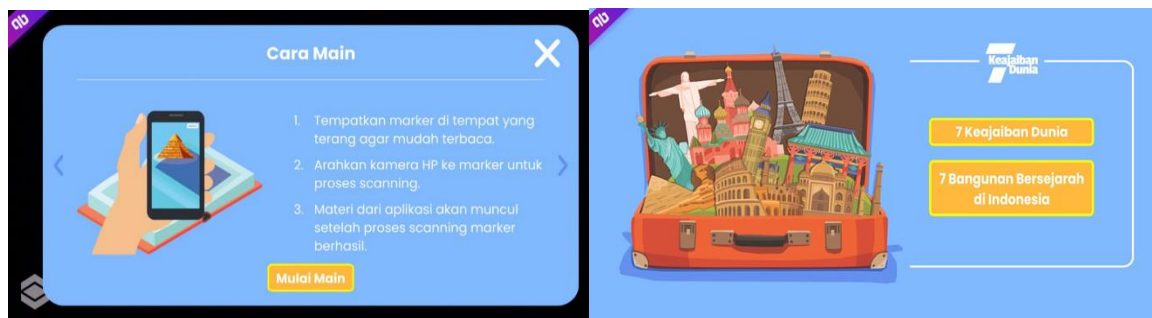 Cara Main
1. Tempatkan marker di tempat yang
terang agar mudah terbaca.
2. Arahkan kamera HP ke marker untuk
proses scanning.
3. Materi dari aplikasi akan muncul
setelah proses scanning marker
berhasil.
Mulai Main
Keajaiban
Dunia
7 Keajaiban Dunia
7 Bangunan Bersejarah
di Indonesia